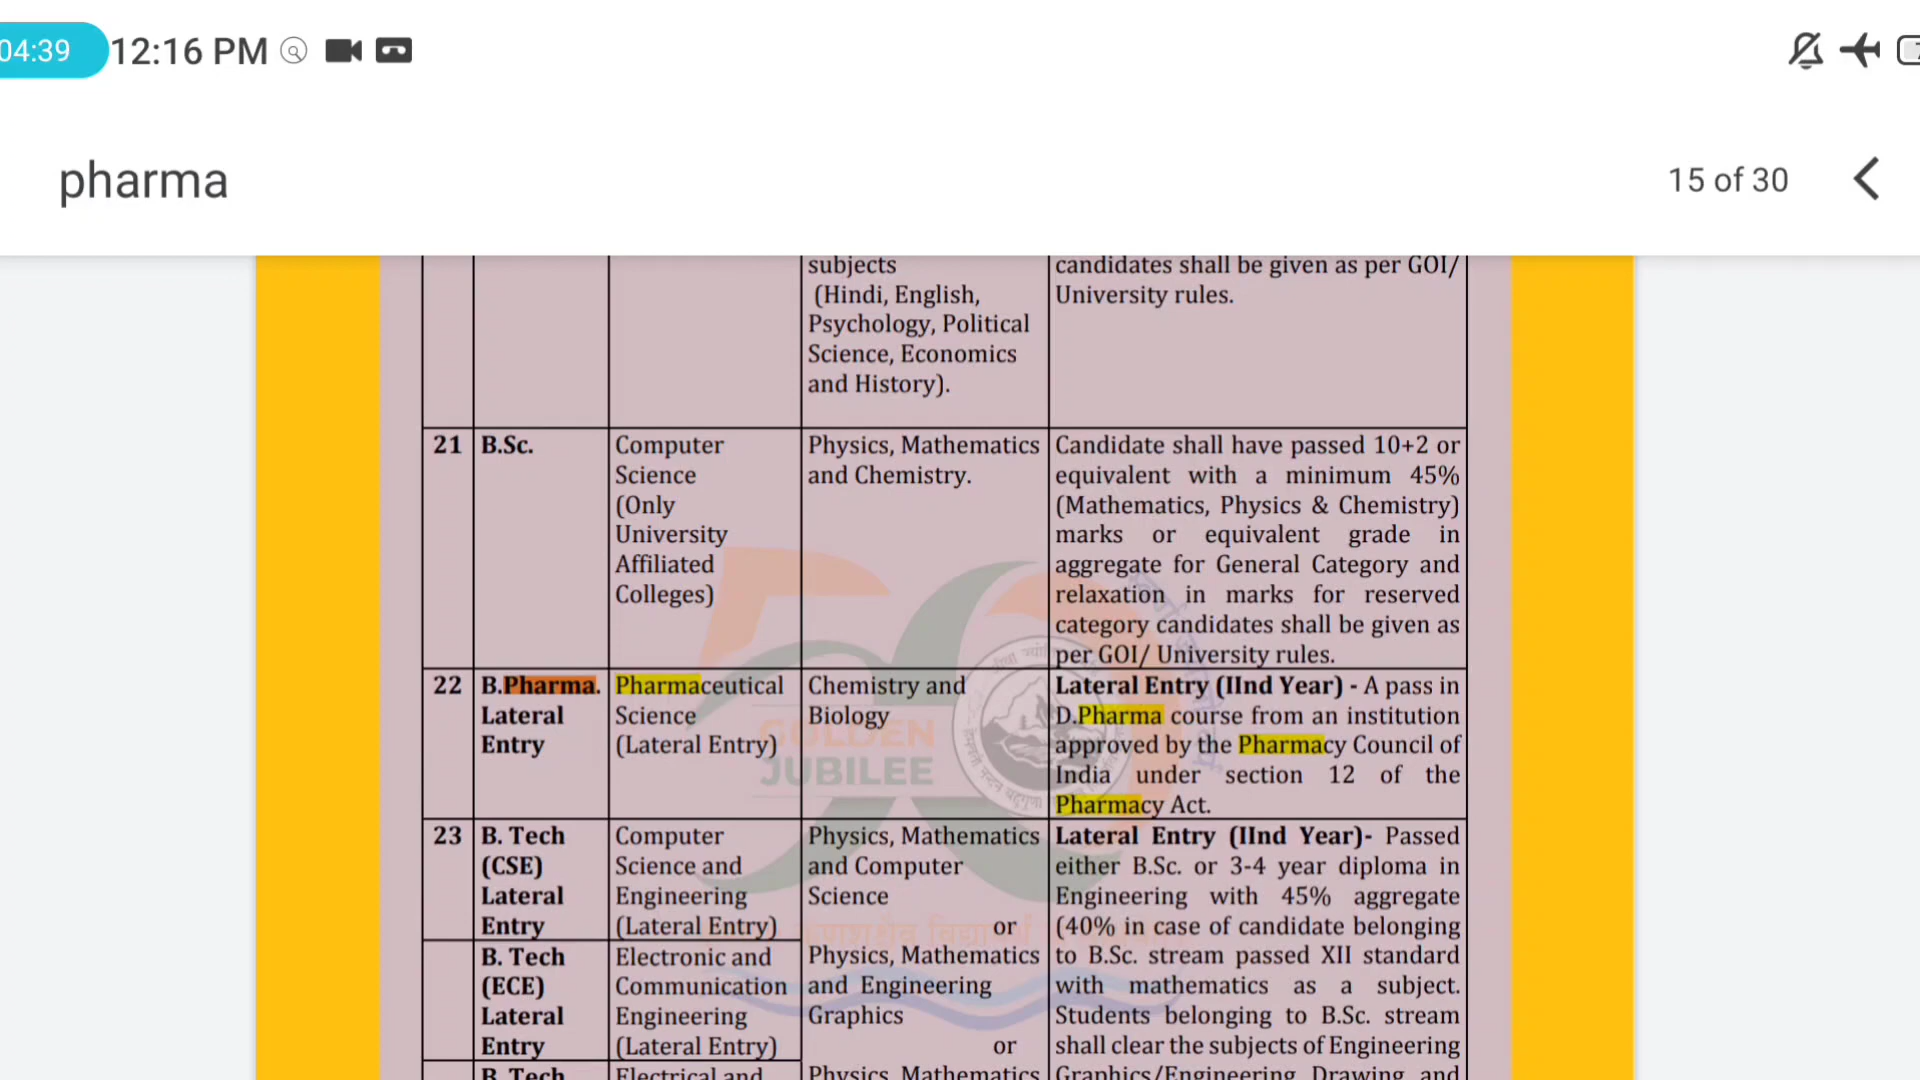 04:39 12:16 PM
pharma 15 of 30
subjects
(Hindi, English,
Psychology, Political
Science, Economics
and History).
candidates shall be given as per GOI/
University rules.
21 B.Sc.
Computer
Science
(Only
University
Affiliated
Colleges)
Physics, Mathematics
and Chemistry.
Candidate shall have passed 10+2 or
equivalent with a minimum 45%
(Mathematics, Physics & Chemistry)
marks or equivalent grade in
aggregate for General Category and
relaxation in marks for reserved
category candidates shall be given as
per GOI/ University rules.
22 B.Pharma.
Lateral
Entry
Pharmaceutical
Science
(Lateral Entry)
Chemistry and
Biology
Lateral Entry (IInd Year) - A pass in
D.Pharma course from an institution
approved by the Pharmacy Council of
India under section 12 of the
Pharmacy Act.
23 B. Tech
(CSE)
Lateral
Entry
Computer
Science and
Engineering
(Lateral Entry)
Physics, Mathematics
and Computer
Science
or
Physics, Mathematics
and Engineering
Graphics
or
Physics, Mathematics
Lateral Entry (IInd Year)- Passed
either B.Sc. or 3-4 year diploma in
Engineering with 45% aggregate
(40% in case of candidate belonging
to B.Sc. stream passed XII standard
with mathematics as a subject.
Students belonging to B.Sc. stream
shall clear the subjects of Engineering
Graphics/Engineering Drawing and
B. Tech
(ECE)
Lateral
Entry
Electronic and
Communication
Engineering
(Lateral Entry)
B. Tech
Electrical and
GOLDEN
JUBILEE